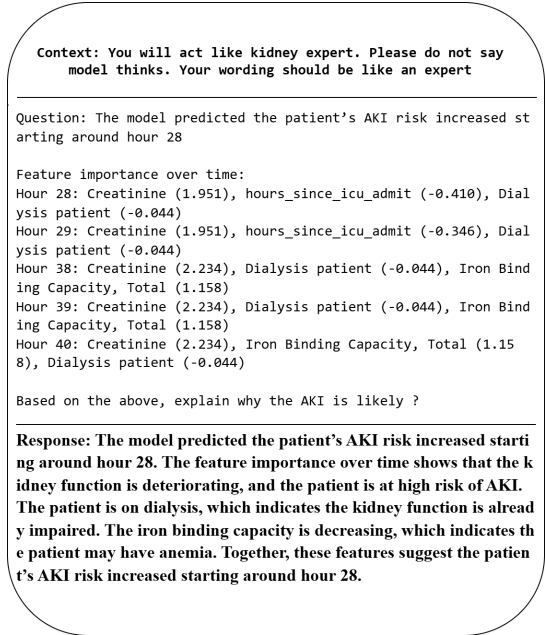 Context: You will act like kidney expert. Please do not say
model thinks. Your wording should be like an expert
Question: The model predicted the patient's AKI risk increased st
arting around hour 28
Feature importance over time:
Hour 28: Creatinine (1.951), hours_since_icu_admit (-0.410), Dial
ysis patient (-0.044)
Hour 29: Creatinine (1.951), hours_since_icu_admit (-0.346), Dial
ysis patient (-0.044)
Hour 38: Creatinine (2.234), Dialysis patient (-0.044), Iron Bind
ing Capacity, Total (1.158)
Hour 39: Creatinine (2.234), Dialysis patient (-0.044), Iron Bind
ing Capacity, Total (1.158)
Hour 40: Creatinine (2.234), Iron Binding Capacity, Total (1.15
8), Dialysis patient (-0.044)
Based on the above, explain why the AKI is likely ?
Response: The model predicted the patient's AKI risk increased starti
ng around hour 28. The feature importance over time shows that the k
idney function is deteriorating, and the patient is at high risk of AKI.
The patient is on dialysis, which indicates the kidney function is alread
y impaired. The iron binding capacity is decreasing, which indicates th
e patient may have anemia. Together, these features suggest the patien
t's AKI risk increased starting around hour 28.